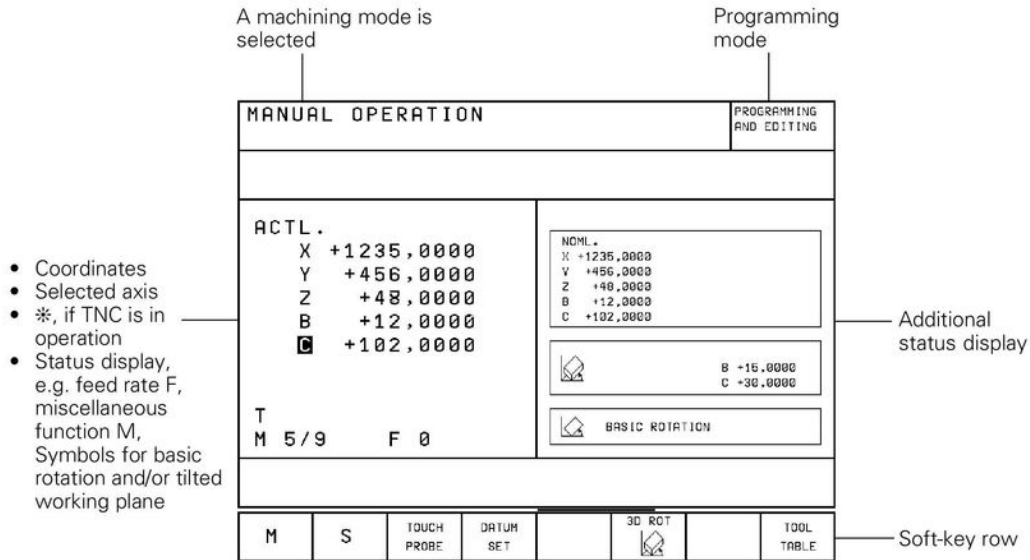 A machining mode is
selected
Programming
mode
MANUAL OPERATION
PROGRAMMING
AND EDITING
ACTL.
X +1235,0000
Y +456,0000
Z +48,0000
B +12,0000
C +102,0000
T
M 5/9 F 0
NOML.
X +1235,0000
Y +456,0000
Z +48,0000
B +12,0000
C +102,0000
B +15.0000
C +30.0000
BASIC ROTATION
• Coordinates
• Selected axis
• ⁜, if TNC is in
operation
• Status display,
e.g. feed rate F,
miscellaneous
function M,
Symbols for basic
rotation and/or tilted
working plane
Additional
status display
M
S
TOUCH
PROBE
DATUM
SET
3D ROT
TOOL
TABLE
Soft-key row